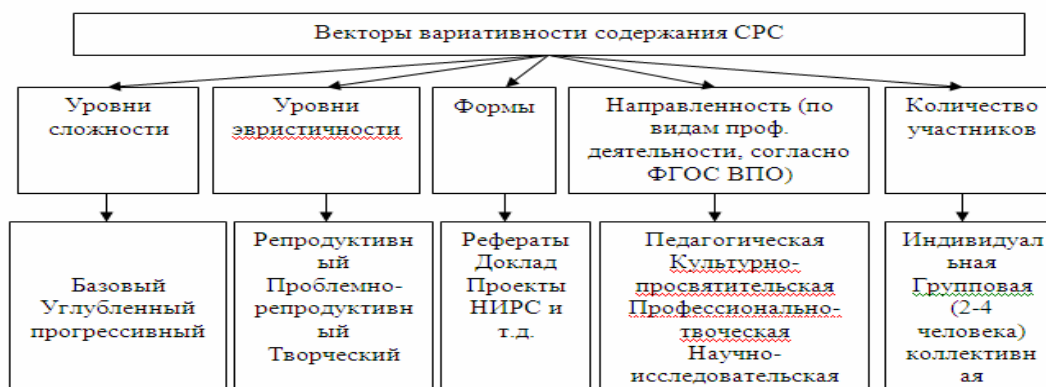 Векторы вариативности содержания СРС
Уровни
сложности
Уровни
эвристичности
Формы
Направленность (по
видам проф.
деятельности, согласно
ФГОС ВПО)
Количество
участников
Базовый
Углубленный
прогрессивный
Репродуктивн
ый
Проблемно-
репродуктив
ный
Творческий
Рефераты
Доклад
Проекты
НИРС и
т.д.
Педагогическая
Культурно-
просвятительская
Профессионально-
твоческая
Научно-
исследовательская
Индивидуал
ьная
Групповая
(2-4
человека)
коллективн
ая